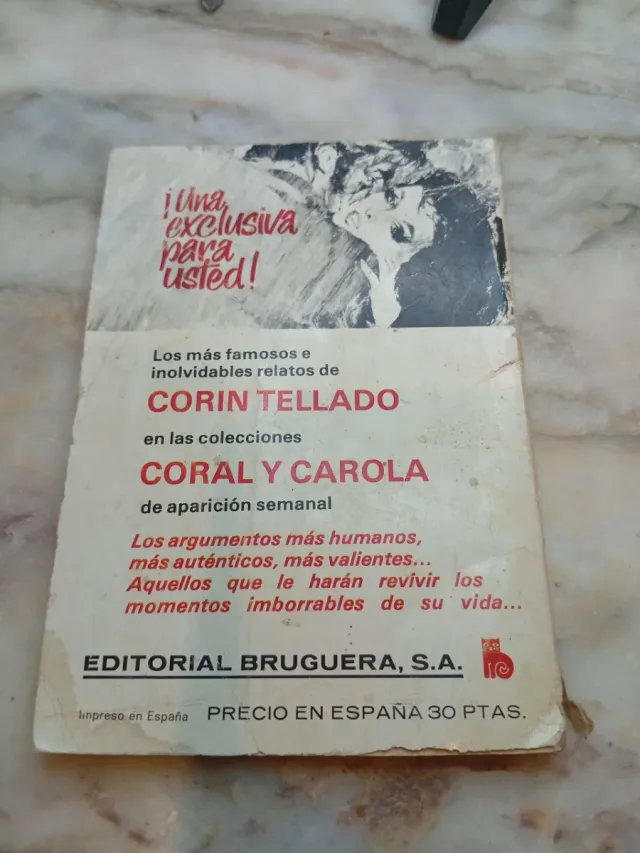 ¡Una
exclusiva
para
usted!
Los más famosos e
inolvidables relatos de
CORIN TELLADO
en las colecciones
CORAL Y CAROLA
de aparición semanal
Los argumentos más humanos,
más auténticos, más valientes...
Aquellos que le harán revivir los
momentos imborrables de su vida...
EDITORIAL BRUGUERA, S.A.
Impreso en España PRECIO EN ESPAÑA 30 PTAS.